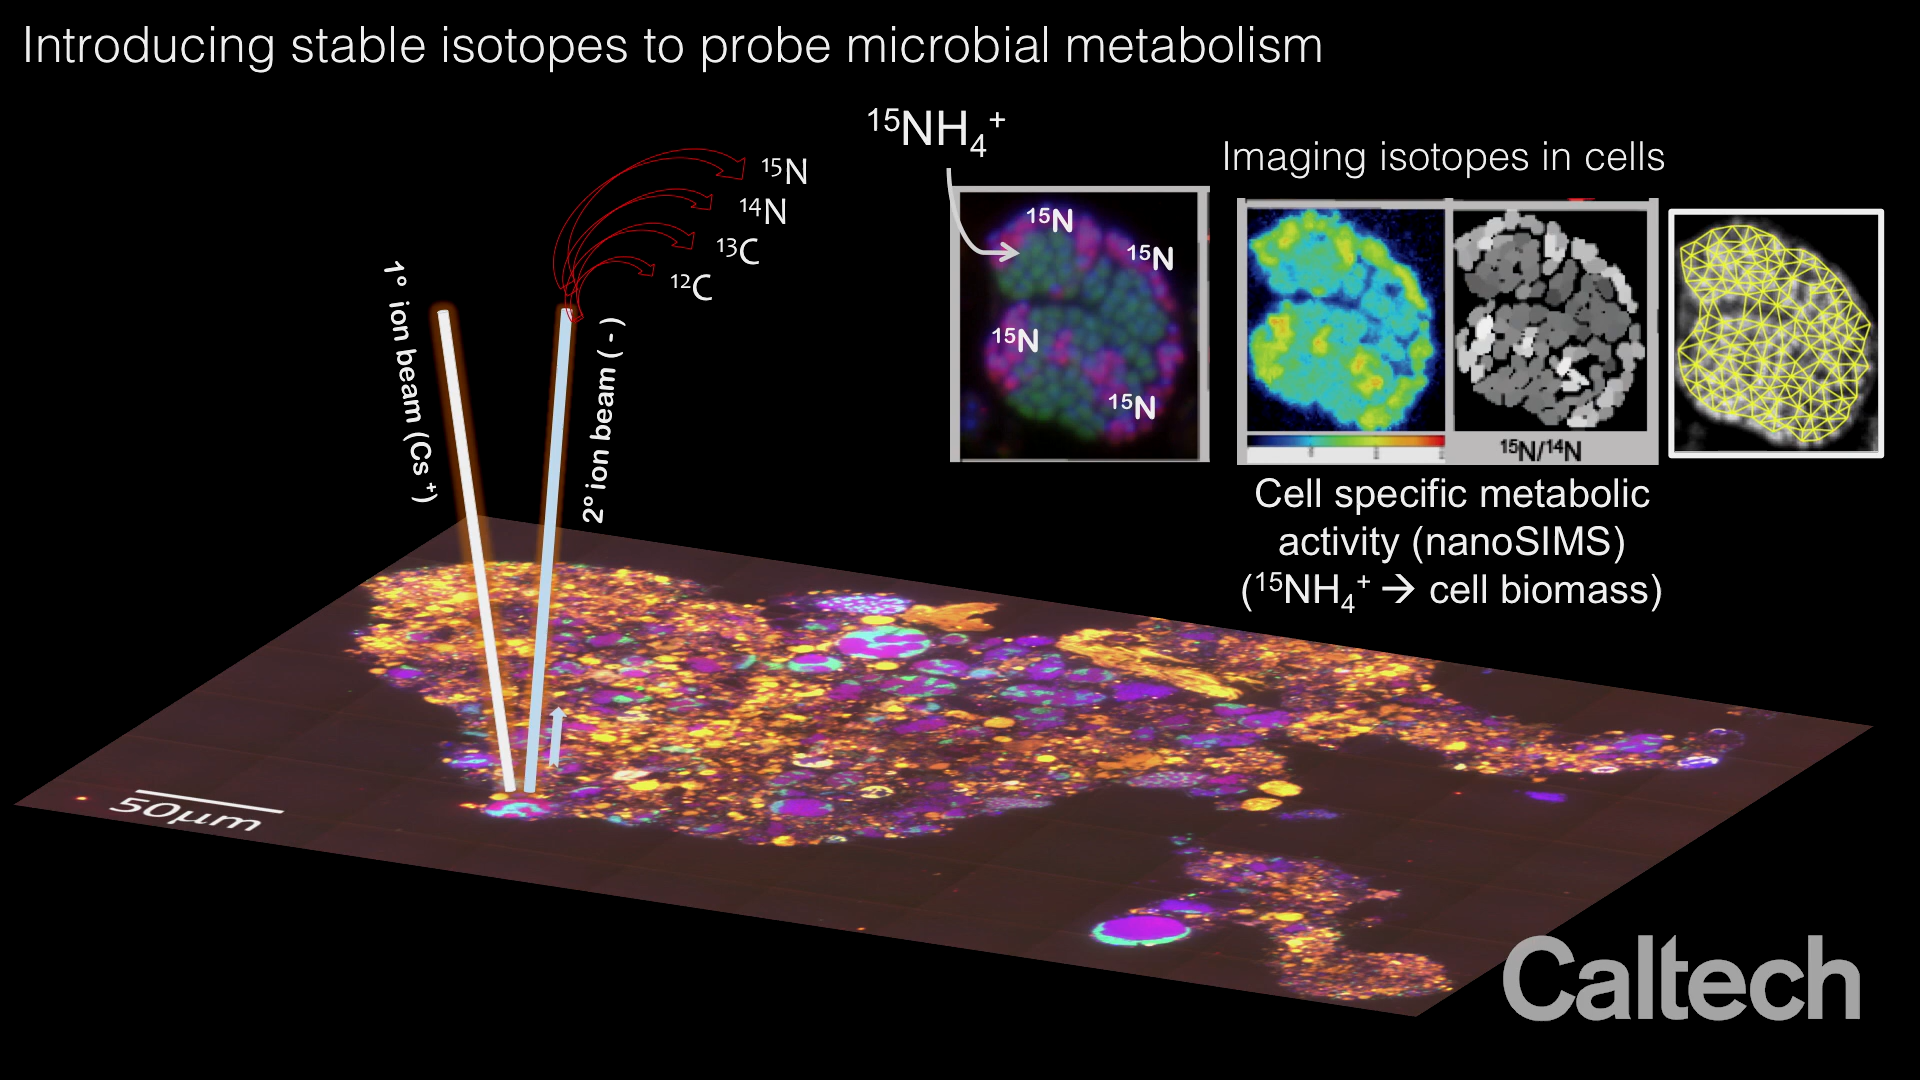 Introducing stable isotopes to probe microbial metabolism
¹⁵NH₄⁺
Imaging isotopes in cells
¹⁵N
¹⁴N
¹³C
¹²C
1° ion beam (Cs⁺)
2° ion beam (-)
¹⁵N
¹⁵N
¹⁵N
¹⁵N
¹⁵N/¹⁴N
Cell specific metabolic
activity (nanoSIMS)
(¹⁵NH₄⁺ → cell biomass)
50µm
Caltech